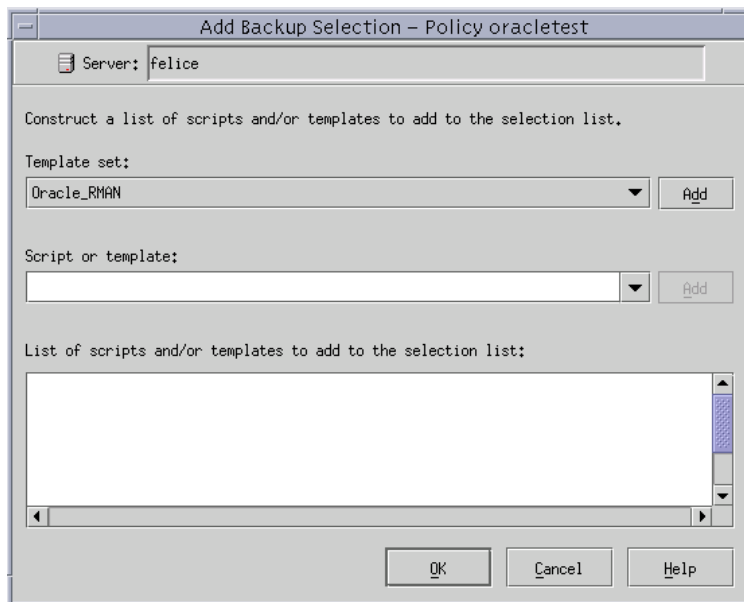 Add Backup Selection – Policy oracletest
Server: felice
Construct a list of scripts and/or templates to add to the selection list.
Template set:
Oracle_RMAN Add
Script or template:
Add
List of scripts and/or templates to add to the selection list:
OK Cancel Help